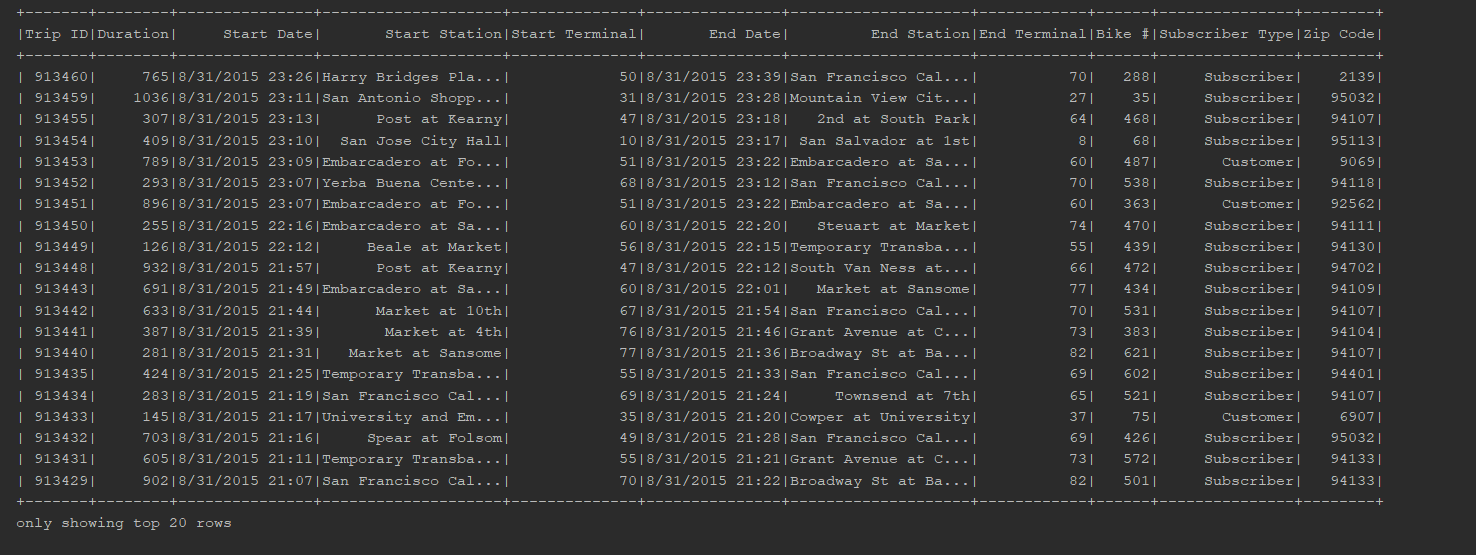 +-------+--------+---------------+--------------------+--------------+---------------+--------------------+------------+------+---------------+--------+
|Trip ID|Duration|     Start Date|       Start Station|Start Terminal|       End Date|         End Station|End Terminal|Bike #|Subscriber Type|Zip Code|
+-------+--------+---------------+--------------------+--------------+---------------+--------------------+------------+------+---------------+--------+
| 913460|     765|8/31/2015 23:26|Harry Bridges Pla...|            50|8/31/2015 23:39|San Francisco Cal...|          70|   288|     Subscriber|    2139|
| 913459|    1036|8/31/2015 23:11|San Antonio Shopp...|            31|8/31/2015 23:28|Mountain View Cit...|          27|    35|     Subscriber|   95032|
| 913455|     307|8/31/2015 23:13|      Post at Kearny|            47|8/31/2015 23:18|   2nd at South Park|          64|   468|     Subscriber|   94107|
| 913454|     409|8/31/2015 23:10|  San Jose City Hall|            10|8/31/2015 23:17| San Salvador at 1st|           8|    68|     Subscriber|   95113|
| 913453|     789|8/31/2015 23:09|Embarcadero at Fo...|            51|8/31/2015 23:22|Embarcadero at Sa...|          60|   487|       Customer|    9069|
| 913452|     293|8/31/2015 23:07|Yerba Buena Cente...|            68|8/31/2015 23:12|San Francisco Cal...|          70|   538|     Subscriber|   94118|
| 913451|     896|8/31/2015 23:07|Embarcadero at Fo...|            51|8/31/2015 23:22|Embarcadero at Sa...|          60|   363|       Customer|   92562|
| 913450|     255|8/31/2015 22:16|Embarcadero at Sa...|            60|8/31/2015 22:20|   Steuart at Market|          74|   470|     Subscriber|   94111|
| 913449|     126|8/31/2015 22:12|     Beale at Market|            56|8/31/2015 22:15|Temporary Transba...|          55|   439|     Subscriber|   94130|
| 913448|     932|8/31/2015 21:57|      Post at Kearny|            47|8/31/2015 22:12|South Van Ness at...|          66|   472|     Subscriber|   94702|
| 913443|     691|8/31/2015 21:49|Embarcadero at Sa...|            60|8/31/2015 22:01|   Market at Sansome|          77|   434|     Subscriber|   94109|
| 913442|     633|8/31/2015 21:44|      Market at 10th|            67|8/31/2015 21:54|San Francisco Cal...|          70|   531|     Subscriber|   94107|
| 913441|     387|8/31/2015 21:39|       Market at 4th|            76|8/31/2015 21:46|Grant Avenue at C...|          73|   383|     Subscriber|   94104|
| 913440|     281|8/31/2015 21:31|   Market at Sansome|            77|8/31/2015 21:36|Broadway St at Ba...|          82|   621|     Subscriber|   94107|
| 913435|     424|8/31/2015 21:25|Temporary Transba...|            55|8/31/2015 21:33|San Francisco Cal...|          69|   602|     Subscriber|   94401|
| 913434|     283|8/31/2015 21:19|San Francisco Cal...|            69|8/31/2015 21:24|     Townsend at 7th|          65|   521|     Subscriber|   94107|
| 913433|     145|8/31/2015 21:17|University and Em...|            35|8/31/2015 21:20|Cowper at University|          37|    75|       Customer|    6907|
| 913432|     703|8/31/2015 21:16|     Spear at Folsom|            49|8/31/2015 21:28|San Francisco Cal...|          69|   426|     Subscriber|   95032|
| 913431|     605|8/31/2015 21:11|Temporary Transba...|            55|8/31/2015 21:21|Grant Avenue at C...|          73|   572|     Subscriber|   94133|
| 913429|     902|8/31/2015 21:07|San Francisco Cal...|            70|8/31/2015 21:22|Broadway St at Ba...|          82|   501|     Subscriber|   94133|
+-------+--------+---------------+--------------------+--------------+---------------+--------------------+------------+------+---------------+--------+
only showing top 20 rows